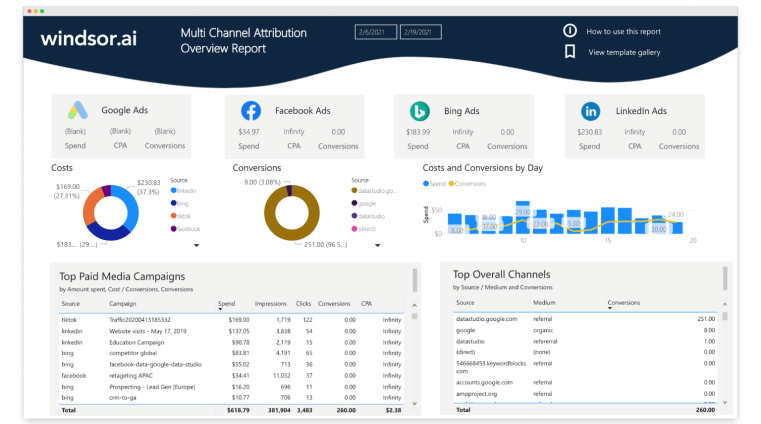 windsor.ai
Multi Channel Attribution
Overview Report
2/6/2021 2/19/2021
How to use this report
View template gallery
Google Ads
(Blank) (Blank) (Blank)
Spend CPA Conversions
Facebook Ads
$34.97 Infinity 0.00
Spend CPA Conversions
Bing Ads
$183.99 Infinity 0.00
Spend CPA Conversions
LinkedIn Ads
$230.83 Infinity 0.00
Spend CPA Conversions
Costs
$169.00
(27.31%)
$230.83
(37.3%)
$183.... (29....)
Source
linkedin
bing
tiktok
facebook
Conversions
8.00 (3.08%)
251.00 (96.5...)
Source
datastudio.go...
google
datastudio
(direct)
Costs and Conversions by Day
Spend Conversions
Spend
$50
$0
8.00
29.00
5.00
30.00
24.00
10 15 20
Top Paid Media Campaigns
by Amount spent, Cost / Conversions, Conversions
Source Campaign Spend Impressions Clicks Conversions CPA
tiktok Traffic20200413185332 $169.00 1,719 122 0.00 Infinity
linkedin Website visits - May 17, 2019 $137.05 3,838 54 0.00 Infinity
linkedin Education Campaign $90.78 2,119 15 0.00 Infinity
bing competitor global $83.81 4,191 65 0.00 Infinity
bing facebook-data-google-data-studio $55.02 713 36 0.00 Infinity
facebook retageting APAC $34.41 11,032 37 0.00 Infinity
bing Prospecting - Lead Gen (Europe) $16.20 696 11 0.00 Infinity
bing crm-to-ga $10.77 706 13 0.00 Infinity
Total $618.79 381,904 3,483 260.00 $2.38
Top Overall Channels
by Source / Medium and Conversions
Source Medium Conversions
datastudio.google.com referral 251.00
google organic 8.00
datastudio refererral 1.00
(direct) (none) 0.00
546668453.keywordblocks.
com referral 0.00
accounts.google.com referral 0.00
ampproject.org referral 0.00
Total 260.00